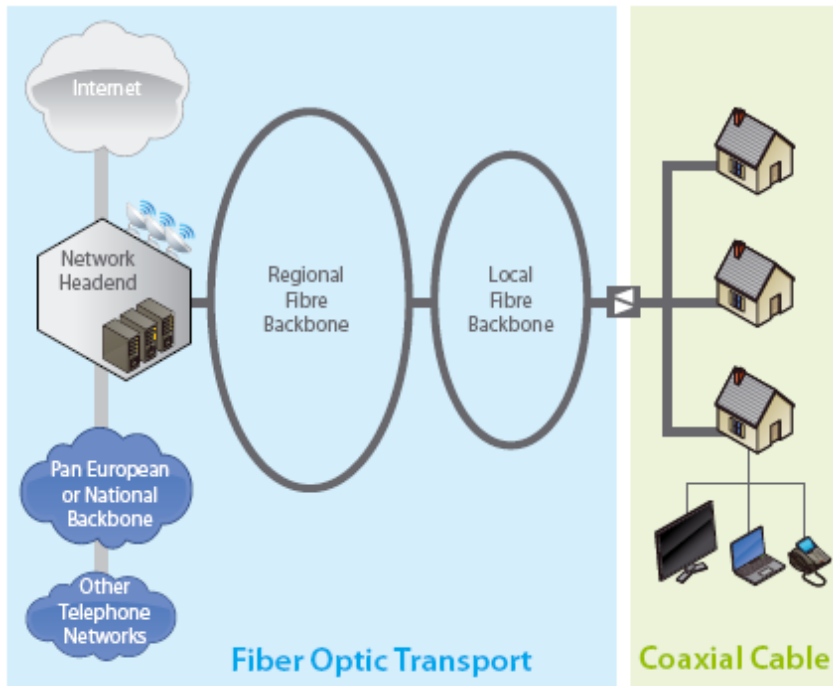 Internet
Network
Headend
Regional
Fibre
Backbone
Local
Fibre
Backbone
Pan European
or National
Backbone
Other
Telephone
Networks
Fiber Optic Transport
Coaxial Cable